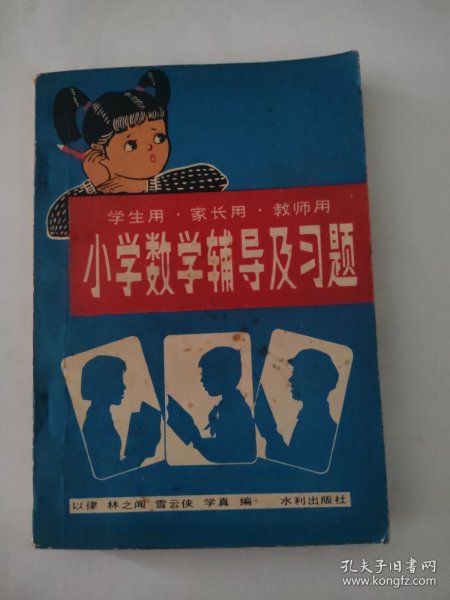 学生用·家长用·教师用
小学数学辅导及习题
以律 林之闻 雪云侠 学真 编 水利出版社
孔夫子旧书网
www.kongfz.com